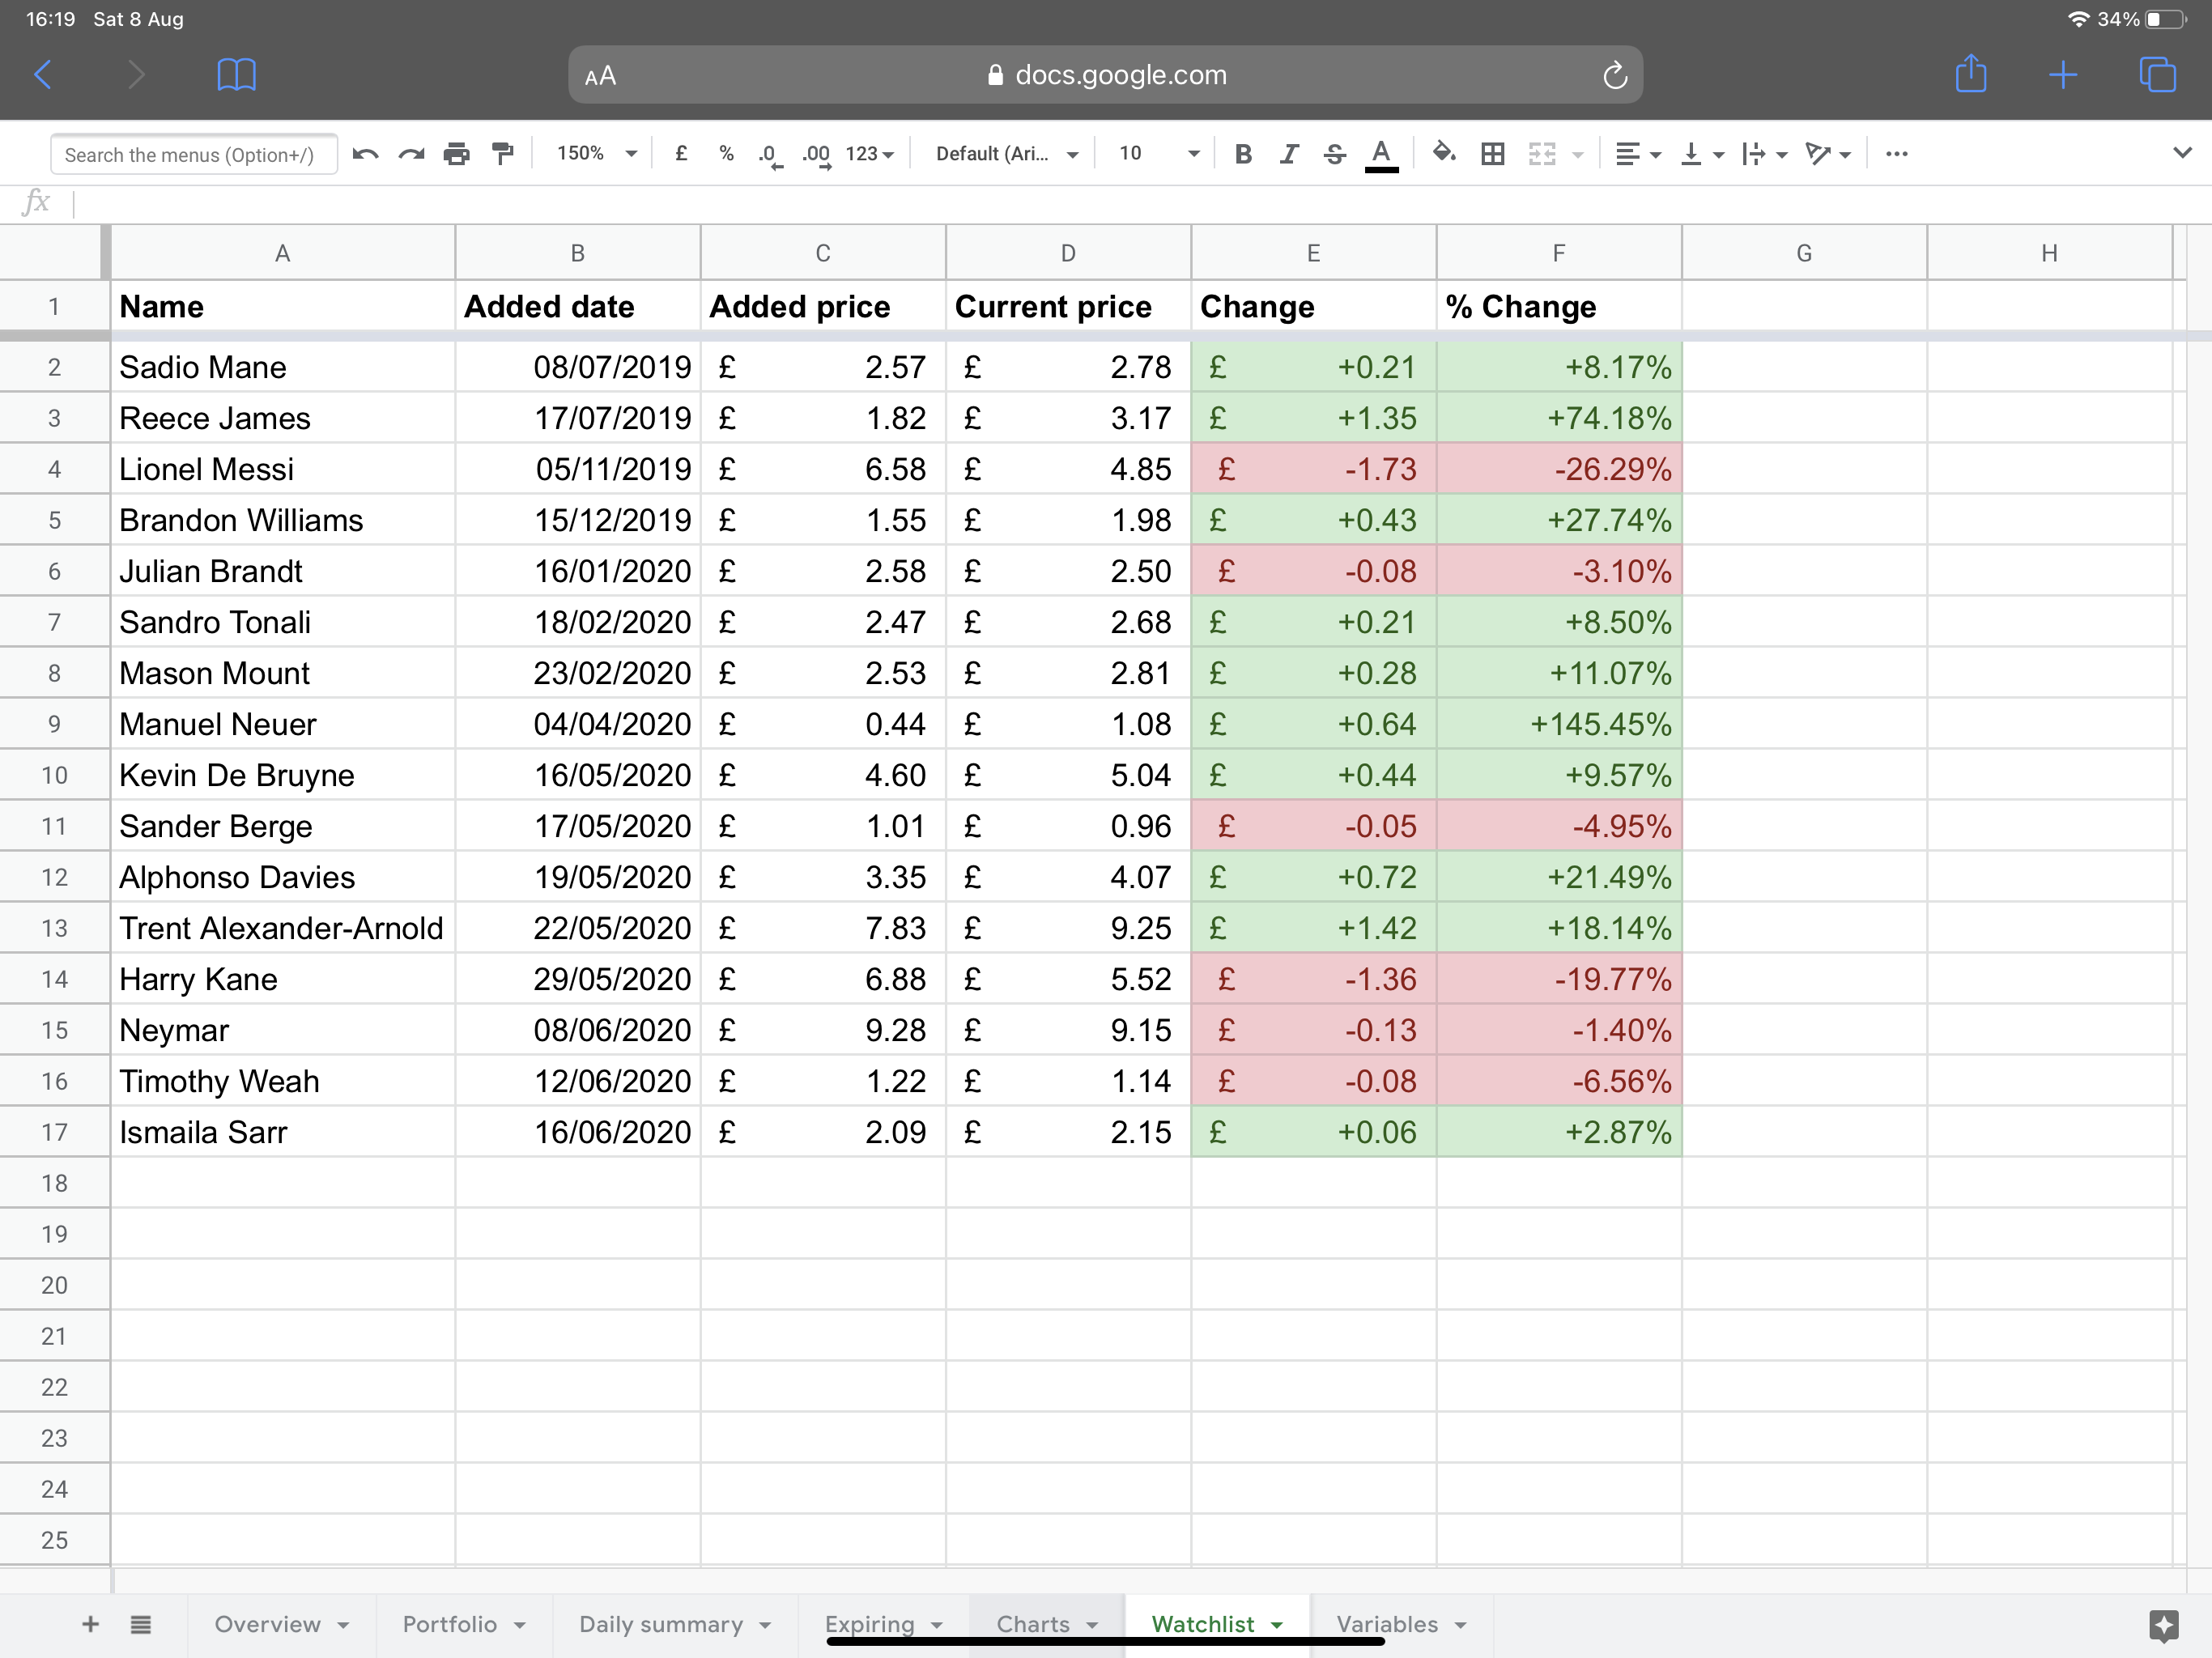 16:19 Sat 8 Aug 34%
AA docs.google.com
Search the menus (Option+/) 150% £ % .0 .00 123 Default (Ari... 10 B I S A
fx
A B C D E F G H
1 Name Added date Added price Current price Change % Change
2 Sadio Mane 08/07/2019 £ 2.57 £ 2.78 £ +0.21 +8.17%
3 Reece James 17/07/2019 £ 1.82 £ 3.17 £ +1.35 +74.18%
4 Lionel Messi 05/11/2019 £ 6.58 £ 4.85 £ -1.73 -26.29%
5 Brandon Williams 15/12/2019 £ 1.55 £ 1.98 £ +0.43 +27.74%
6 Julian Brandt 16/01/2020 £ 2.58 £ 2.50 £ -0.08 -3.10%
7 Sandro Tonali 18/02/2020 £ 2.47 £ 2.68 £ +0.21 +8.50%
8 Mason Mount 23/02/2020 £ 2.53 £ 2.81 £ +0.28 +11.07%
9 Manuel Neuer 04/04/2020 £ 0.44 £ 1.08 £ +0.64 +145.45%
10 Kevin De Bruyne 16/05/2020 £ 4.60 £ 5.04 £ +0.44 +9.57%
11 Sander Berge 17/05/2020 £ 1.01 £ 0.96 £ -0.05 -4.95%
12 Alphonso Davies 19/05/2020 £ 3.35 £ 4.07 £ +0.72 +21.49%
13 Trent Alexander-Arnold 22/05/2020 £ 7.83 £ 9.25 £ +1.42 +18.14%
14 Harry Kane 29/05/2020 £ 6.88 £ 5.52 £ -1.36 -19.77%
15 Neymar 08/06/2020 £ 9.28 £ 9.15 £ -0.13 -1.40%
16 Timothy Weah 12/06/2020 £ 1.22 £ 1.14 £ -0.08 -6.56%
17 Ismaila Sarr 16/06/2020 £ 2.09 £ 2.15 £ +0.06 +2.87%
18
19
20
21
22
23
24
25
Overview Portfolio Daily summary Expiring Charts Watchlist Variables